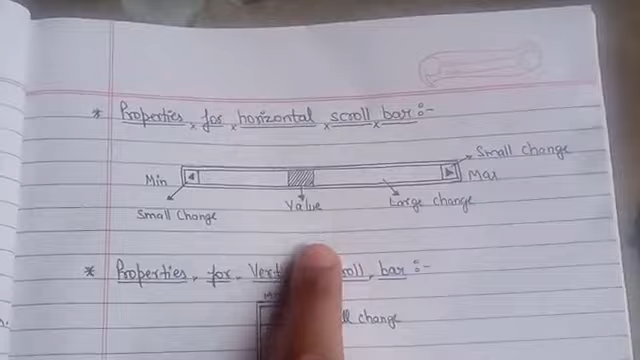 * Properties for horizontal scroll bar :-
Small Change
Min
Max
Small Change
Value
Large change
* Properties for bar :-
change